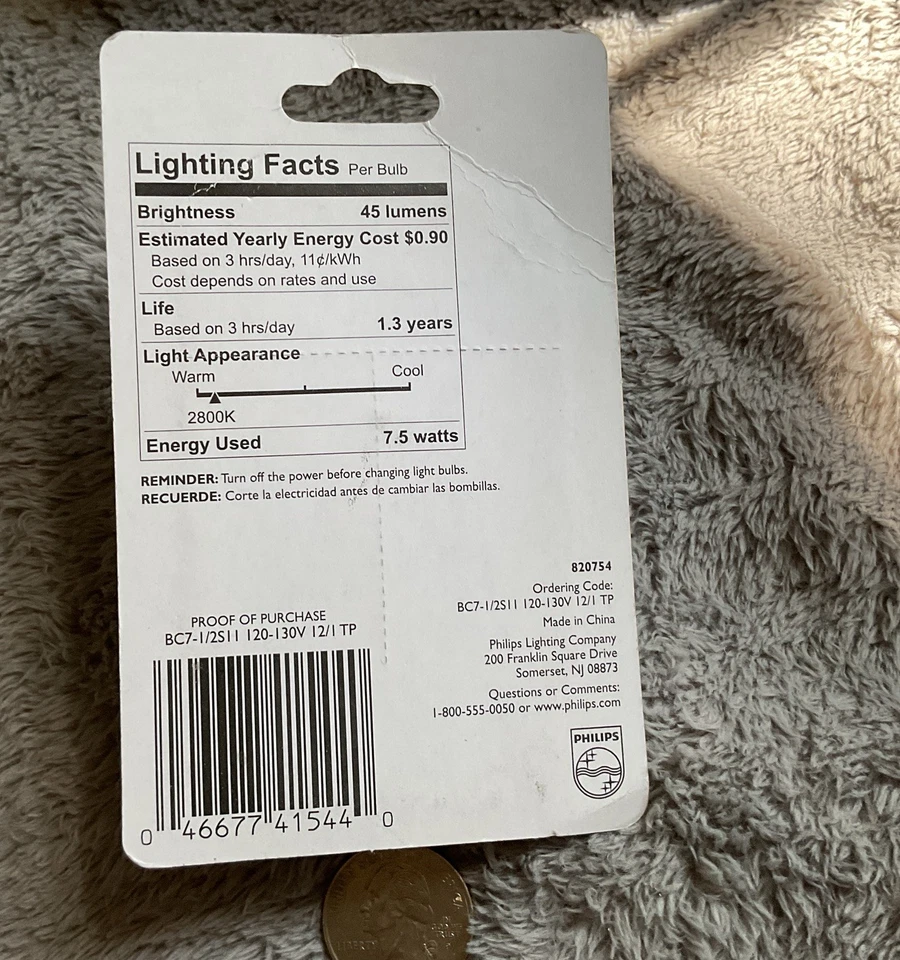 Lighting Facts Per Bulb
Brightness 45 lumens
Estimated Yearly Energy Cost $0.90
Based on 3 hrs/day, 11¢/kWh
Cost depends on rates and use
Life
Based on 3 hrs/day 1.3 years
Light Appearance
Warm Cool
2800K
Energy Used 7.5 watts
REMINDER: Turn off the power before changing light bulbs.
RECUERDE: Corte la electricidad antes de cambiar las bombillas.
820754
Ordering Code:
BC7-1/2S11 120-130V 12/1 TP
Made in China
Philips Lighting Company
200 Franklin Square Drive
Somerset, NJ 08873
Questions or Comments:
1-800-555-0050 or www.philips.com
PHILIPS
PROOF OF PURCHASE
BC7-1/2S11 120-130V 12/1 TP
0 46677 41544 0
LIBERTY